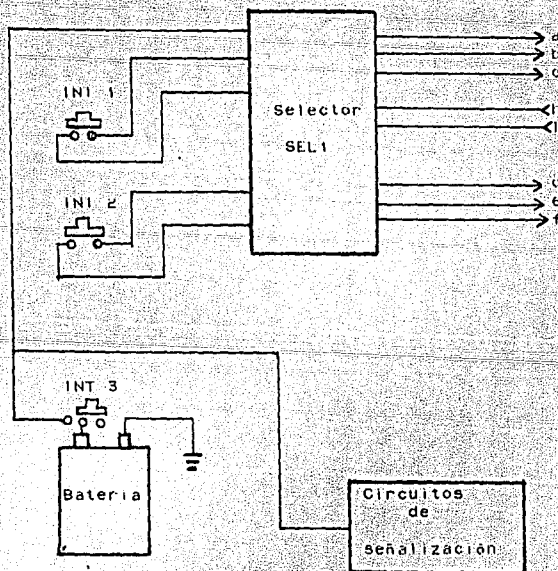 INT 1
INT 2
Selector
SEL1
a
b
c
e
f
INT 3
Bateria
Circuitos
de
señalización